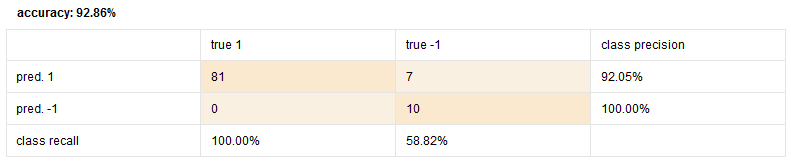 accuracy: 92.86%
true 1 true -1 class precision
pred. 1 81 7 92.05%
pred. -1 0 10 100.00%
class recall 100.00% 58.82%